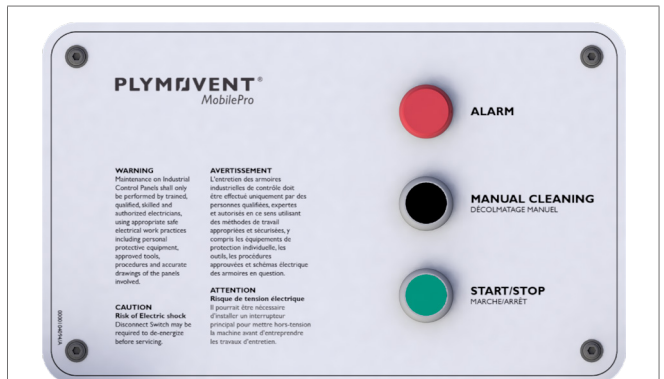 PLYMOVENT®
MobilePro
WARNING
Maintenance on Industrial
Control Panels shall only
be performed by trained,
qualified, skilled and
authorized electricians,
using appropriate safe
electrical work practices
including personal
protective equipment,
approved tools,
procedures and accurate
drawings of the panels
involved.
CAUTION
Risk of Electric shock
Disconnect Switch may be
required to de-energize
before servicing.
AVERTISSEMENT
L'entretien des armoires
industrielles de contrôle doit
être effectué uniquement par des
personnes qualifiées, expertes
et autorisés en ce sens utilisant
des méthodes de travail
appropriées et sécurisées, y
compris les équipements de
protection individuelle, les
outils, les procédures
approuvées et schémas électrique
des armoires en question.
ATTENTION
Risque de tension électrique
Il pourrait être nécessaire
d'installer un interrupteur
principal pour mettre hors-tension
la machine avant d'entreprendre
les travaux d'entretien.
ALARM
MANUAL CLEANING
DÉCOLMATAGE MANUEL
START/STOP
MARCHE/ARRÊT